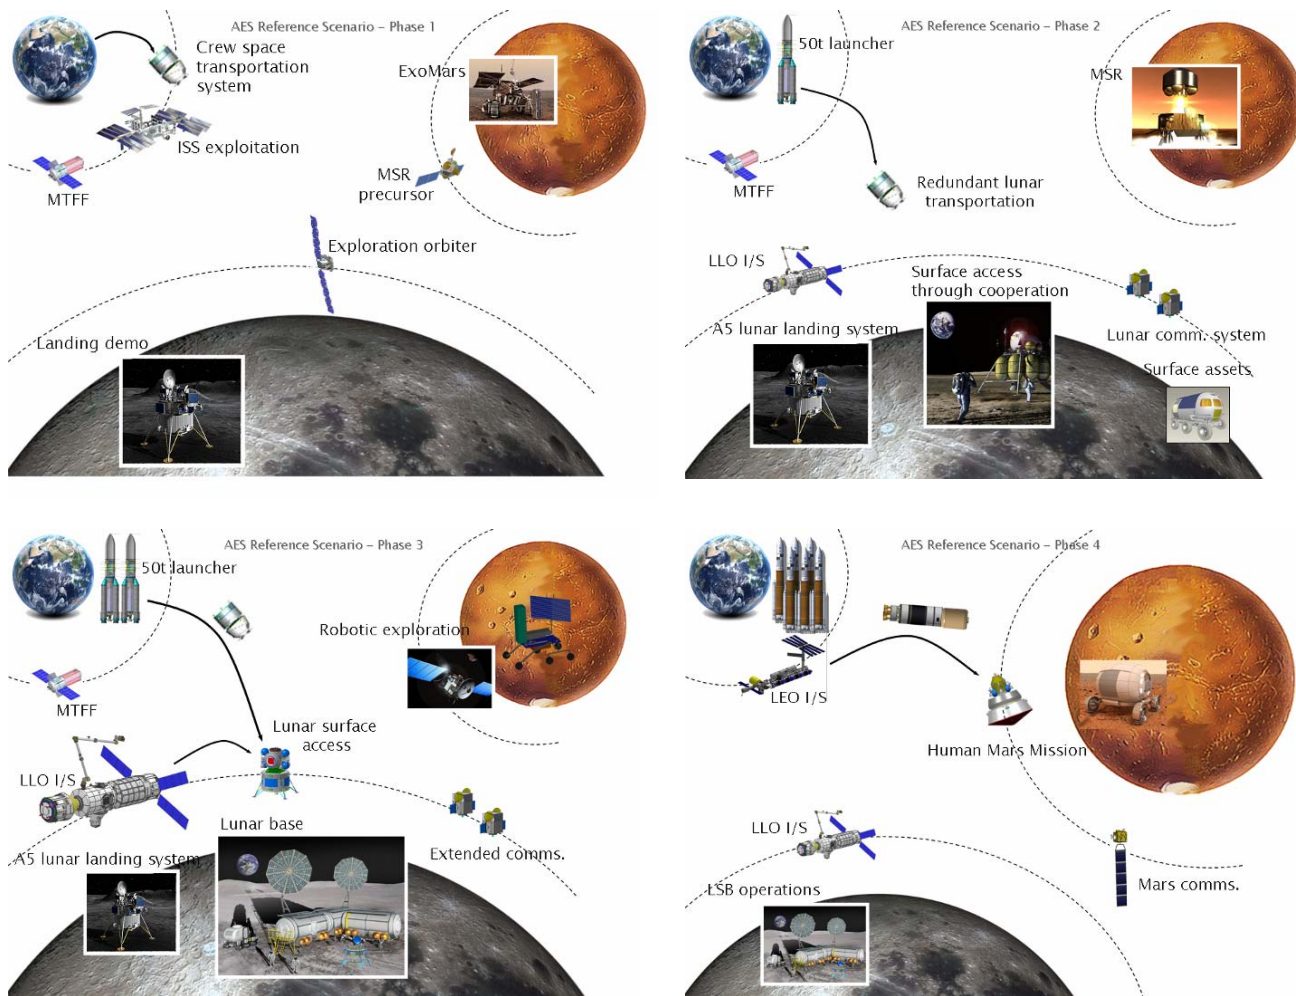 AES Reference Scenario – Phase 1
Crew space
transportation
system
ExoMars
ISS exploitation
MTFF
MSR
precursor
Exploration orbiter
Landing demo
AES Reference Scenario – Phase 2
50t launcher
MSR
MTFF
Redundant lunar
transportation
LLO I/S
Surface access
through cooperation
A5 lunar landing system
Lunar comm. system
Surface assets
AES Reference Scenario – Phase 3
50t launcher
Robotic exploration
MTFF
Lunar surface
access
LLO I/S
Lunar base
A5 lunar landing system
Extended comms.
AES Reference Scenario – Phase 4
LEO I/S
Human Mars Mission
LLO I/S
LSB operations
Mars comms.